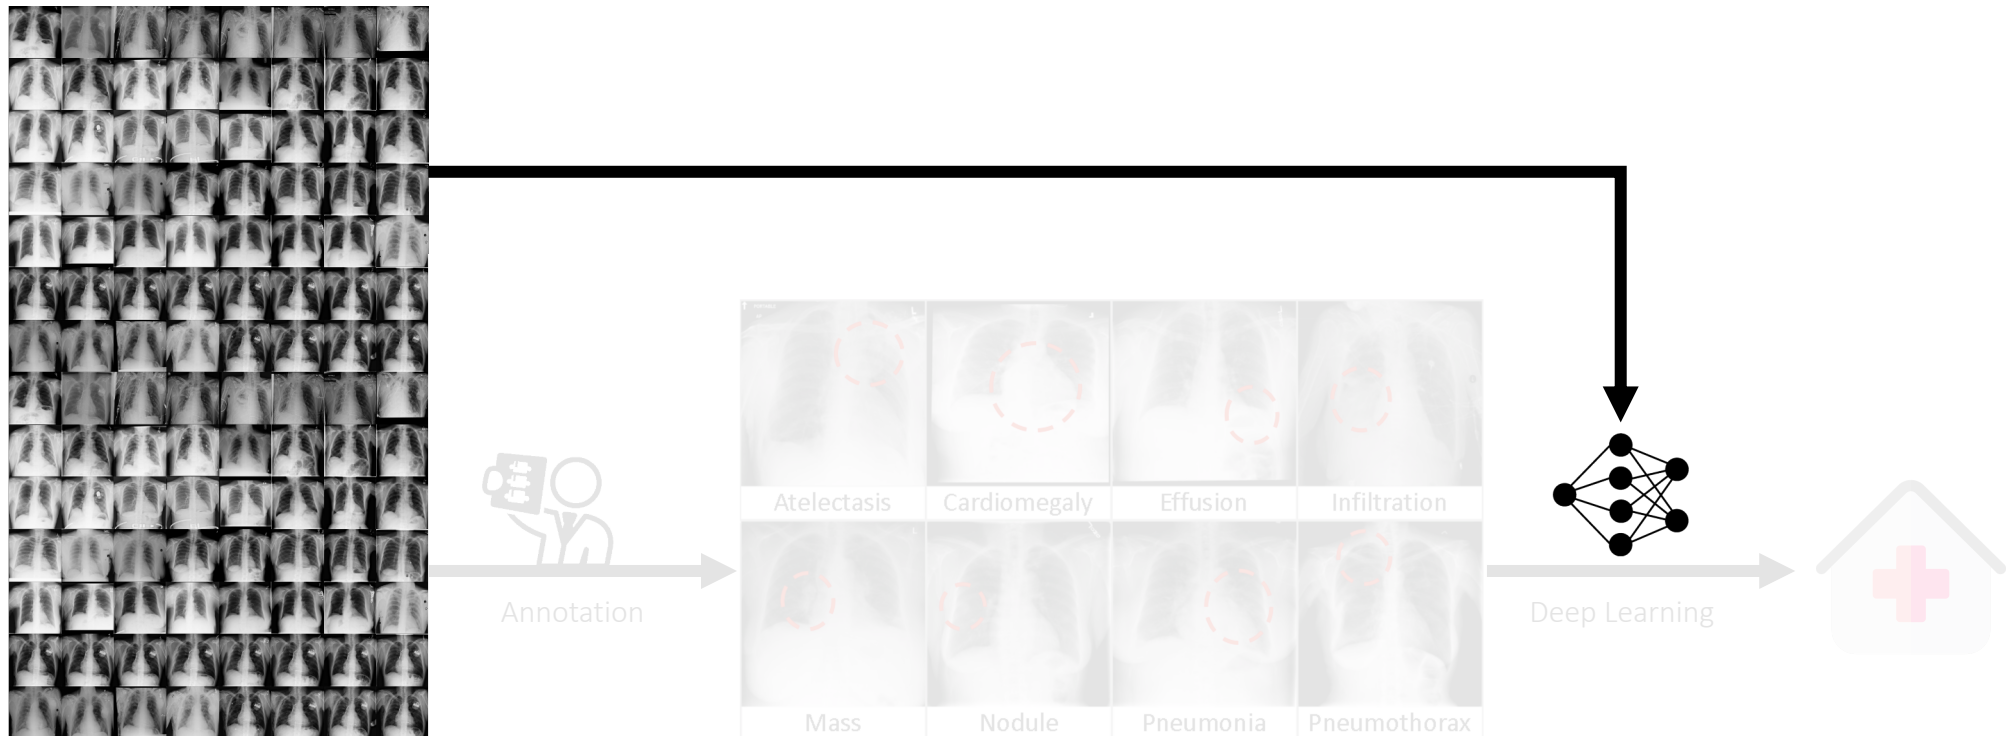 Atelectasis Cardiomegaly Effusion Infiltration
Annotation
Deep Learning
Mass Nodule Pneumonia Pneumothorax